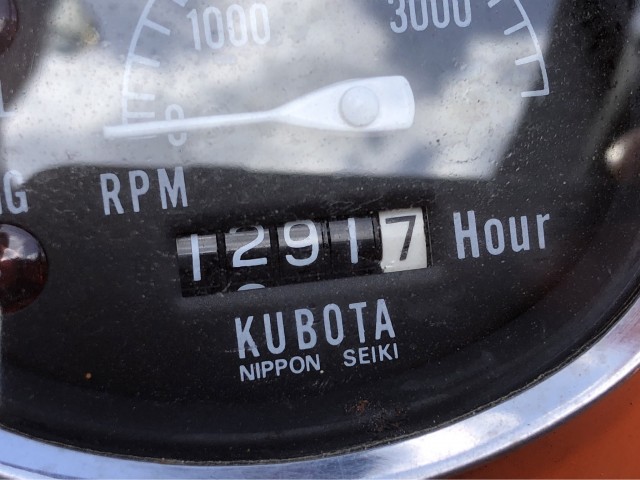 1000
3000
0
RPM
12917 Hour
KUBOTA
NIPPON SEIKI